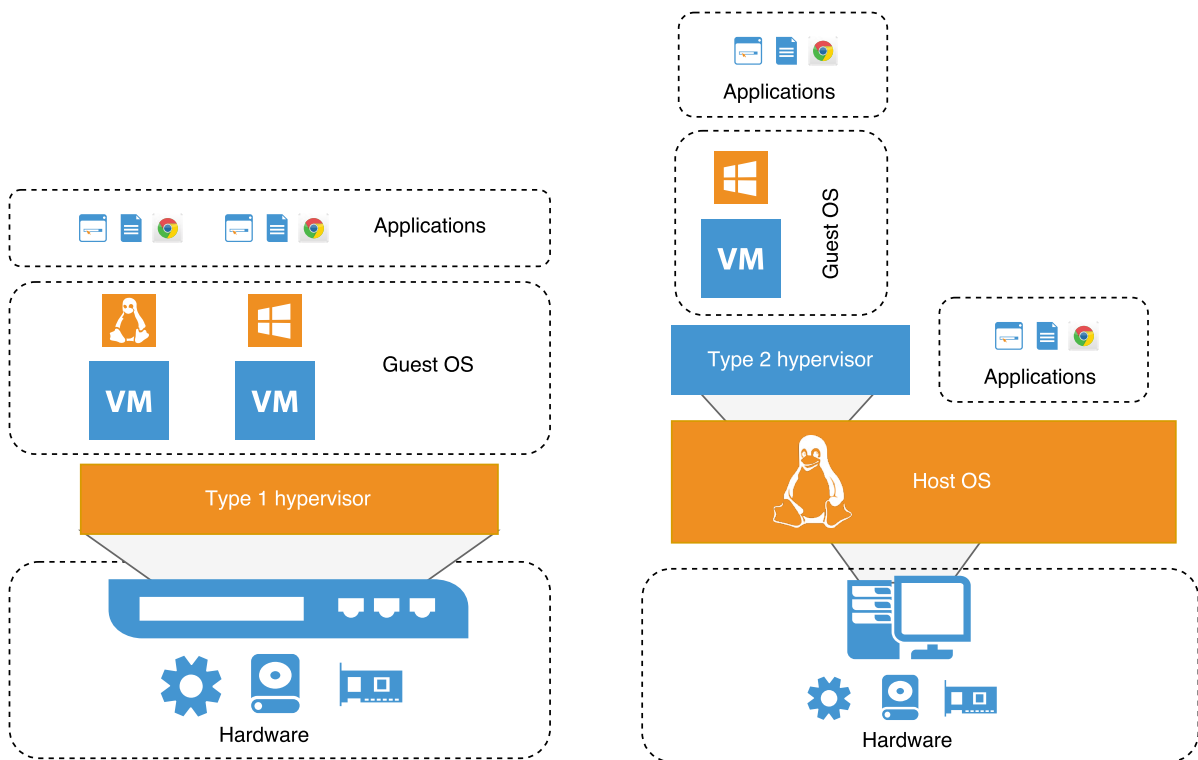 Applications
Guest OS
VM
VM
Type 1 hypervisor
Hardware
Applications
Guest OS
VM
Type 2 hypervisor
Applications
Host OS
Hardware